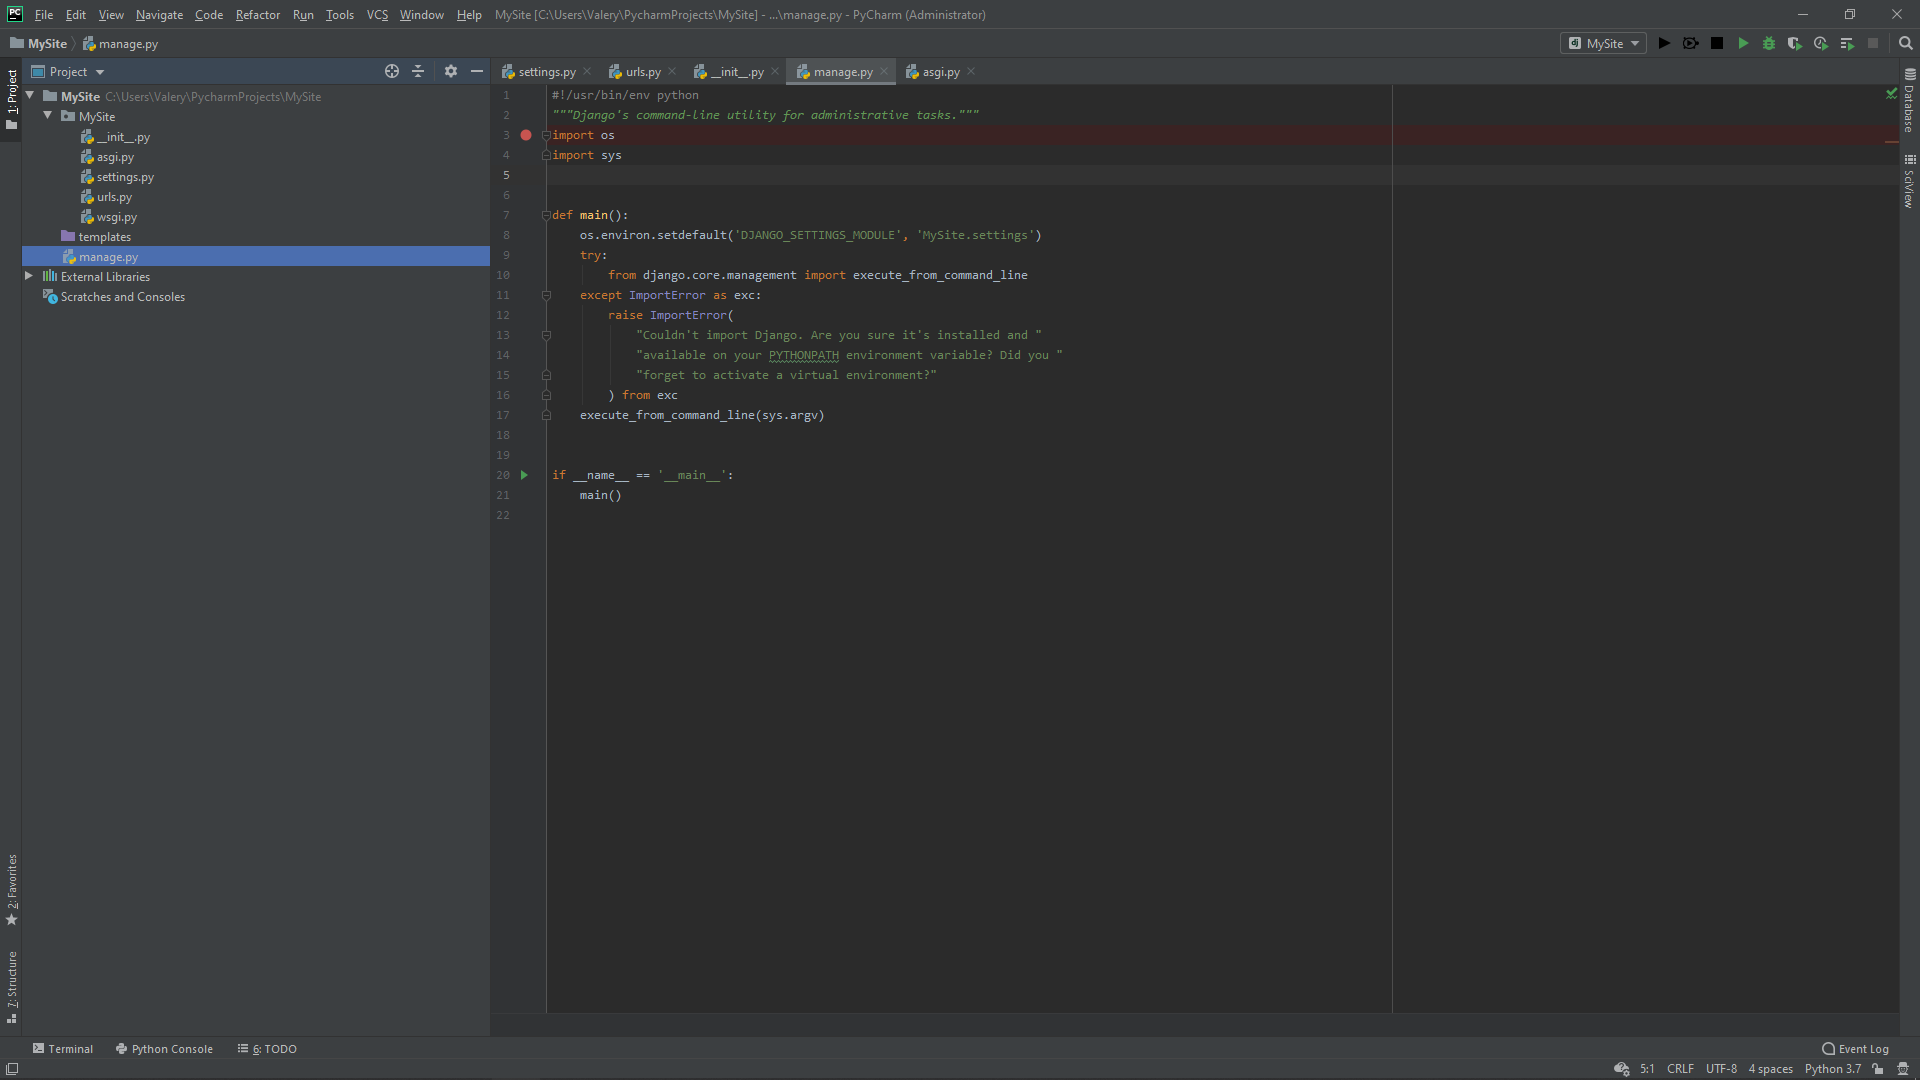 PC File Edit View Navigate Code Refactor Run Tools VCS Window Help MySite [C:\Users\Valery\PycharmProjects\MySite] - ...\manage.py - PyCharm (Administrator)
MySite manage.py
dj MySite
1: Project
Project
settings.py urls.py __init__.py manage.py asgi.py
MySite C:\Users\Valery\PycharmProjects\MySite
MySite
__init__.py
asgi.py
settings.py
urls.py
wsgi.py
templates
manage.py
External Libraries
Scratches and Consoles
1 #!/usr/bin/env python
2 """Django's command-line utility for administrative tasks."""
3 import os
4 import sys
5
6
7 def main():
8 os.environ.setdefault('DJANGO_SETTINGS_MODULE', 'MySite.settings')
9 try:
10 from django.core.management import execute_from_command_line
11 except ImportError as exc:
12 raise ImportError(
13 "Couldn't import Django. Are you sure it's installed and "
14 "available on your PYTHONPATH environment variable? Did you "
15 "forget to activate a virtual environment?"
16 ) from exc
17 execute_from_command_line(sys.argv)
18
19
20 if __name__ == '__main__':
21 main()
22
Database
SciView
2: Favorites
7: Structure
Terminal Python Console 6: TODO Event Log
5:1 CRLF UTF-8 4 spaces Python 3.7